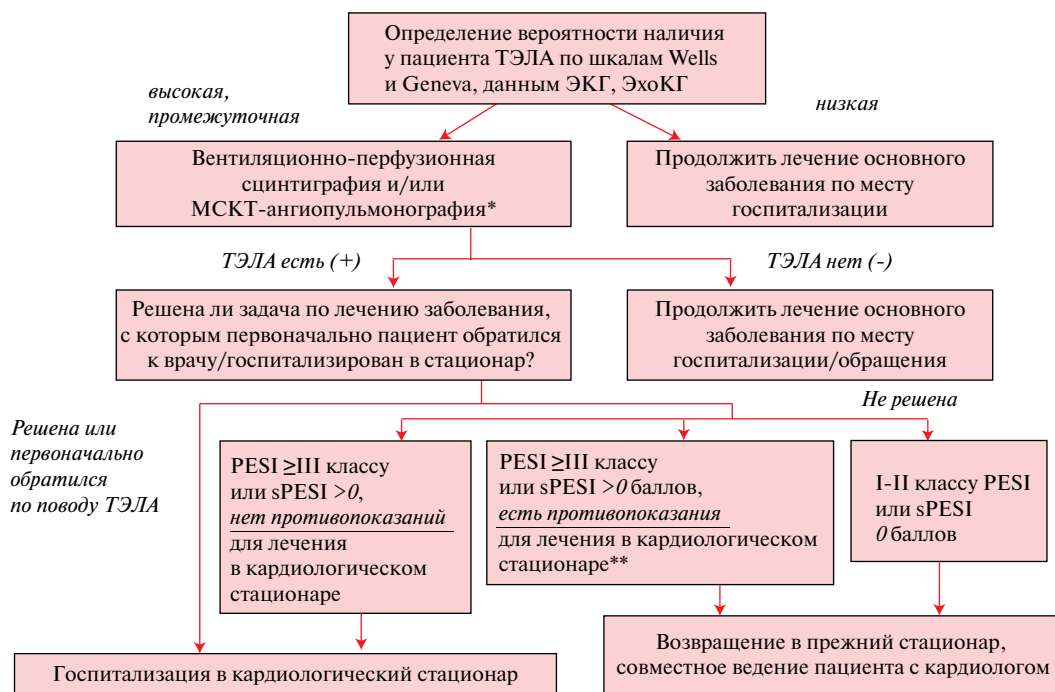 Определение вероятности наличия
у пациента ТЭЛА по шкалам Wells
и Geneva, данным ЭКГ, ЭхоКГ
высокая,
промежуточная
низкая
Вентиляционно-перфузионная
сцинтиграфия и/или
МСКТ-ангиопульмонография*
Продолжить лечение основного
заболевания по месту
госпитализации
ТЭЛА есть (+)
ТЭЛА нет (-)
Решена ли задача по лечению заболевания,
с которым первоначально пациент обратился
к врачу/госпитализирован в стационар?
Продолжить лечение основного
заболевания по месту
госпитализации/обращения
Не решена
Решена или
первоначально
обратился
по поводу ТЭЛА
PESI ≥III классу
или sPESI >0,
нет противопоказаний
для лечения
в кардиологическом
стационаре
PESI ≥III классу
или sPESI >0 баллов,
есть противопоказания
для лечения в кардиологическом
стационаре**
I-II классу PESI
или sPESI
0 баллов
Госпитализация в кардиологический стационар
Возвращение в прежний стационар,
совместное ведение пациента с кардиологом